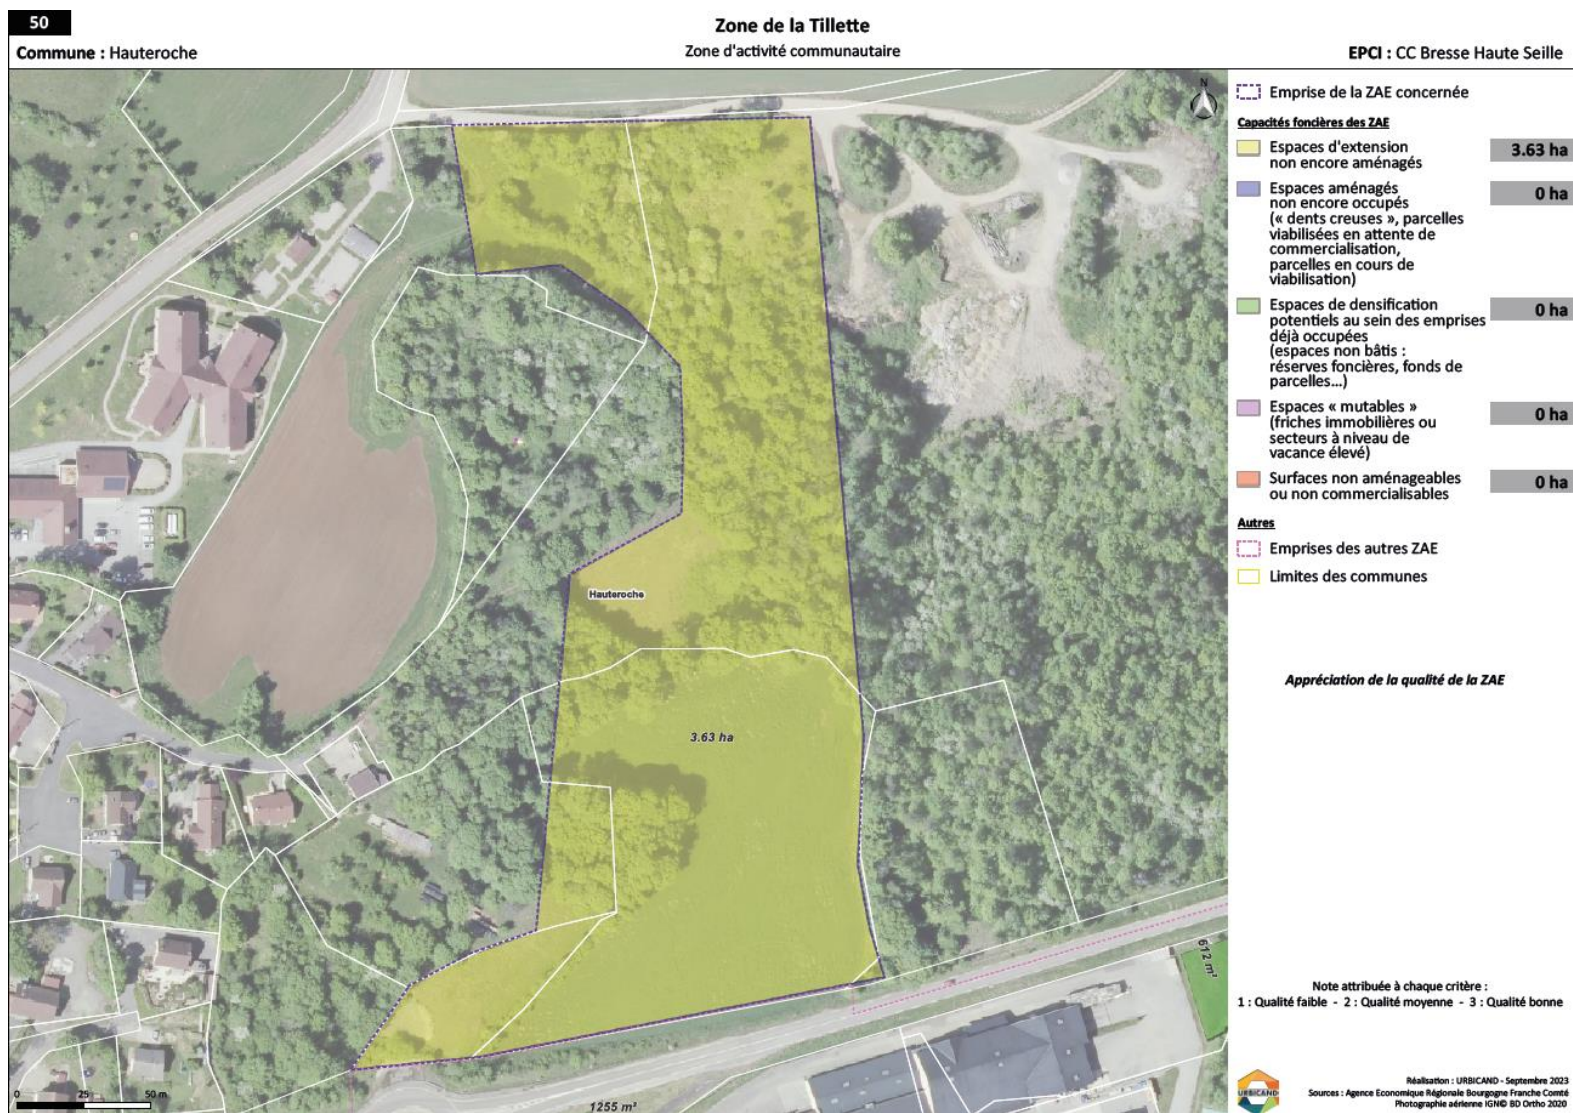 50
Zone de la Tillette
Commune : Hauteroche
Zone d'activité communautaire
EPCI : CC Bresse Haute Seille
N
Hauteroche
3.63 ha
612 m²
1255 m²
0 25 50 m
Emprise de la ZAE concernée
Capacités foncières des ZAE
Espaces d'extension
non encore aménagés
3.63 ha
Espaces aménagés
non encore occupés
(« dents creuses », parcelles
viabilisées en attente de
commercialisation,
parcelles en cours de
viabilisation)
0 ha
Espaces de densification
potentiels au sein des emprises
déjà occupées
(espaces non bâtis :
réserves foncières, fonds de
parcelles...)
0 ha
Espaces « mutables »
(friches immobilières ou
secteurs à niveau de
vacance élevé)
0 ha
Surfaces non aménageables
ou non commercialisables
0 ha
Autres
Emprises des autres ZAE
Limites des communes
Appréciation de la qualité de la ZAE
Note attribuée à chaque critère :
1 : Qualité faible - 2 : Qualité moyenne - 3 : Qualité bonne
URBICAND
Réalisation : URBICAND - Septembre 2023
Sources : Agence Economique Régionale Bourgogne Franche Comté
Photographie aérienne IGN© BD Ortho 2020